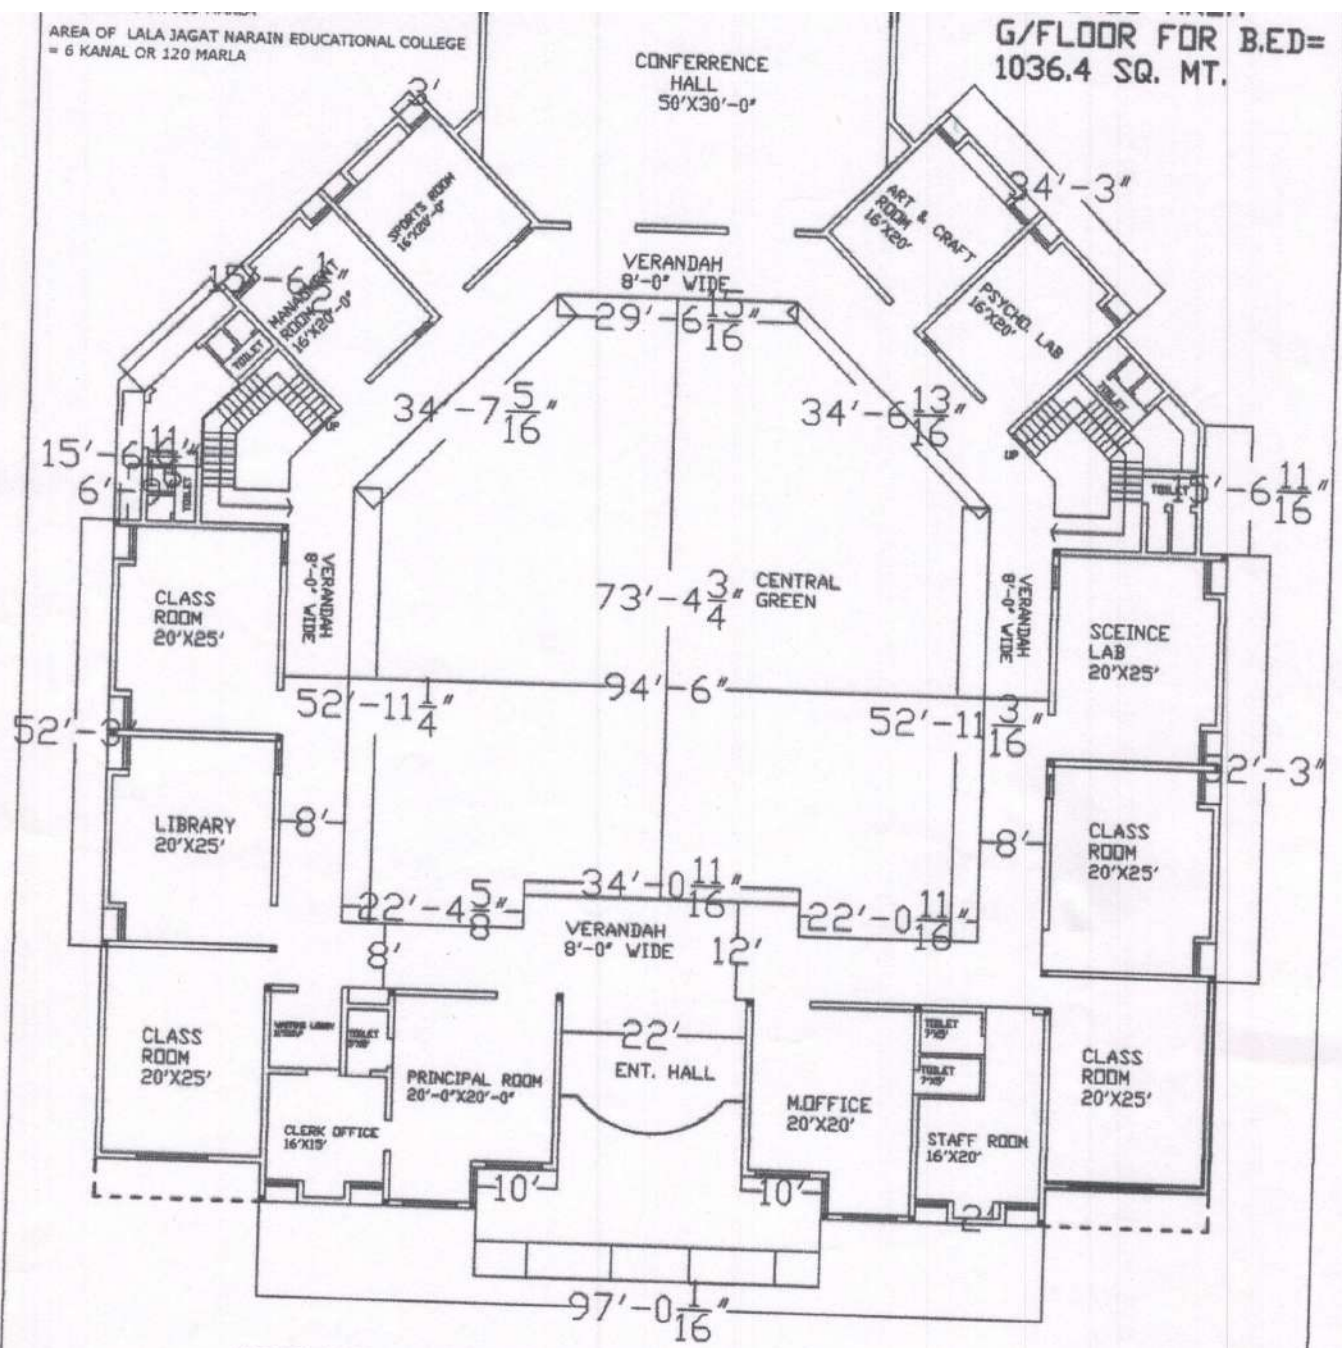 AREA OF LALA JAGAT NARAIN EDUCATIONAL COLLEGE
= 6 KANAL OR 120 MARLA
G/FLOOR FOR B.ED=
1036.4 SQ. MT.
CONFERRENCE
HALL
50'X30'-0"
3'
SPORTS ROOM
16'X20'-0"
ART & CRAFT
ROOM
16'X20'
34'-3"
VERANDAH
8'-0" WIDE
29'-6 15/16"
MANAGMENT
ROOM
16'X20'-0"
PSYCHO. LAB
16'X20'
TOILET
TOILET
34'-7 5/16"
34'-6 13/16"
UP
UP
6'
TOILET
TOILET
15'-6 11/16"
VERANDAH
8'-0" WIDE
VERANDAH
8'-0" WIDE
CLASS
ROOM
20'X25'
73'-4 3/4"
CENTRAL
GREEN
SCEINCE
LAB
20'X25'
94'-6"
52'-11 1/4"
52'-11 3/16"
52'-3"
52'-3"
LIBRARY
20'X25'
8'
8'
CLASS
ROOM
20'X25'
34'-0 11/16"
22'-4 5/8"
22'-0 11/16"
VERANDAH
8'-0" WIDE
8'
12'
CLASS
ROOM
20'X25'
TOILET
22'
ENT. HALL
TOILET
7'X5'
TOILET
7'X5'
CLASS
ROOM
20'X25'
PRINCIPAL ROOM
20'-0"X20'-0"
M.OFFICE
20'X20'
CLERK OFFICE
16'X15'
STAFF ROOM
16'X20'
10'
10'
2'
97'-0 1/16"